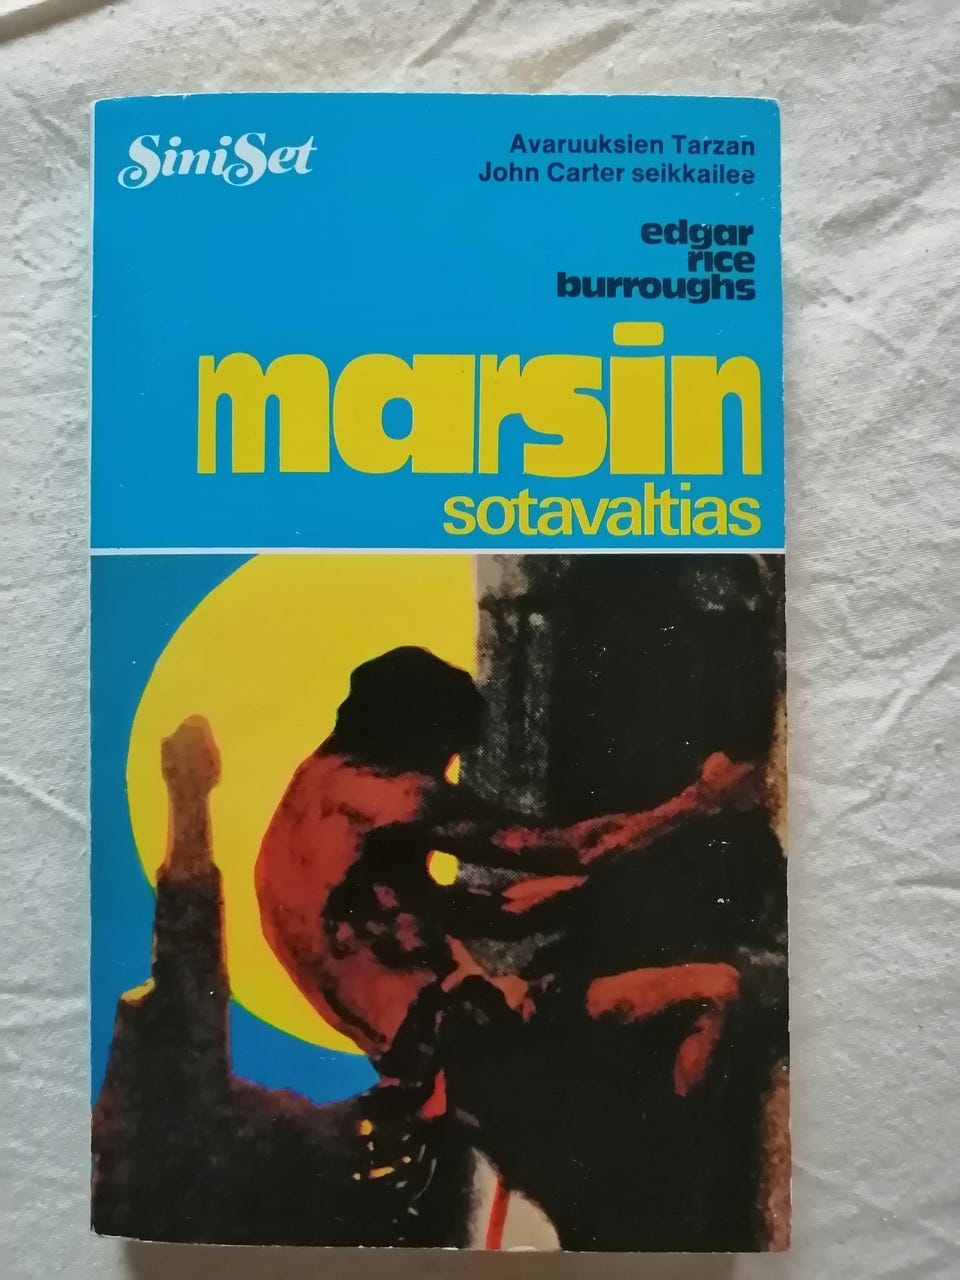 SiniSet
Avaruuksien Tarzan
John Carter seikkailee
edgar
rice
burroughs
marsin
sotavaltias